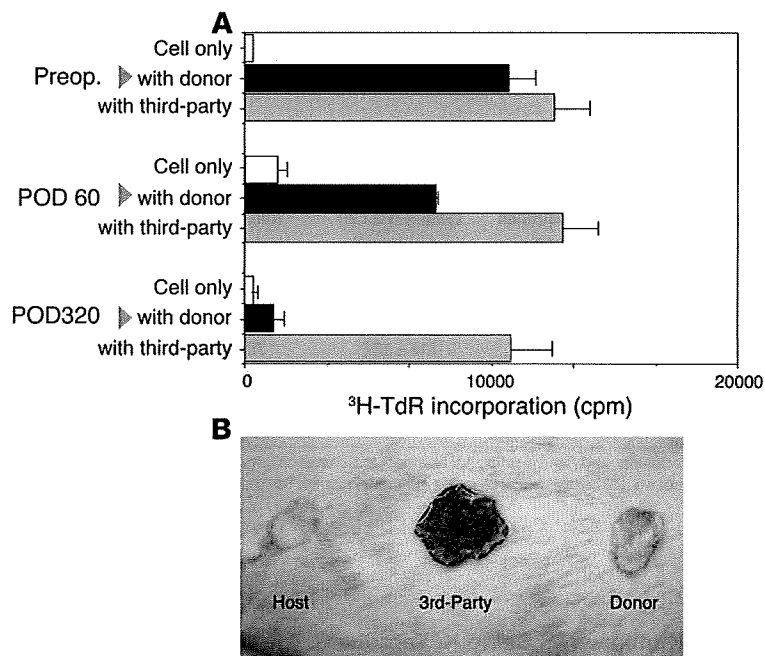 A
Cell only
Preop. with donor
with third-party
Cell only
POD 60 with donor
with third-party
Cell only
POD320 with donor
with third-party
0 10000 20000
³H-TdR incorporation (cpm)
B
Host 3rd-Party Donor